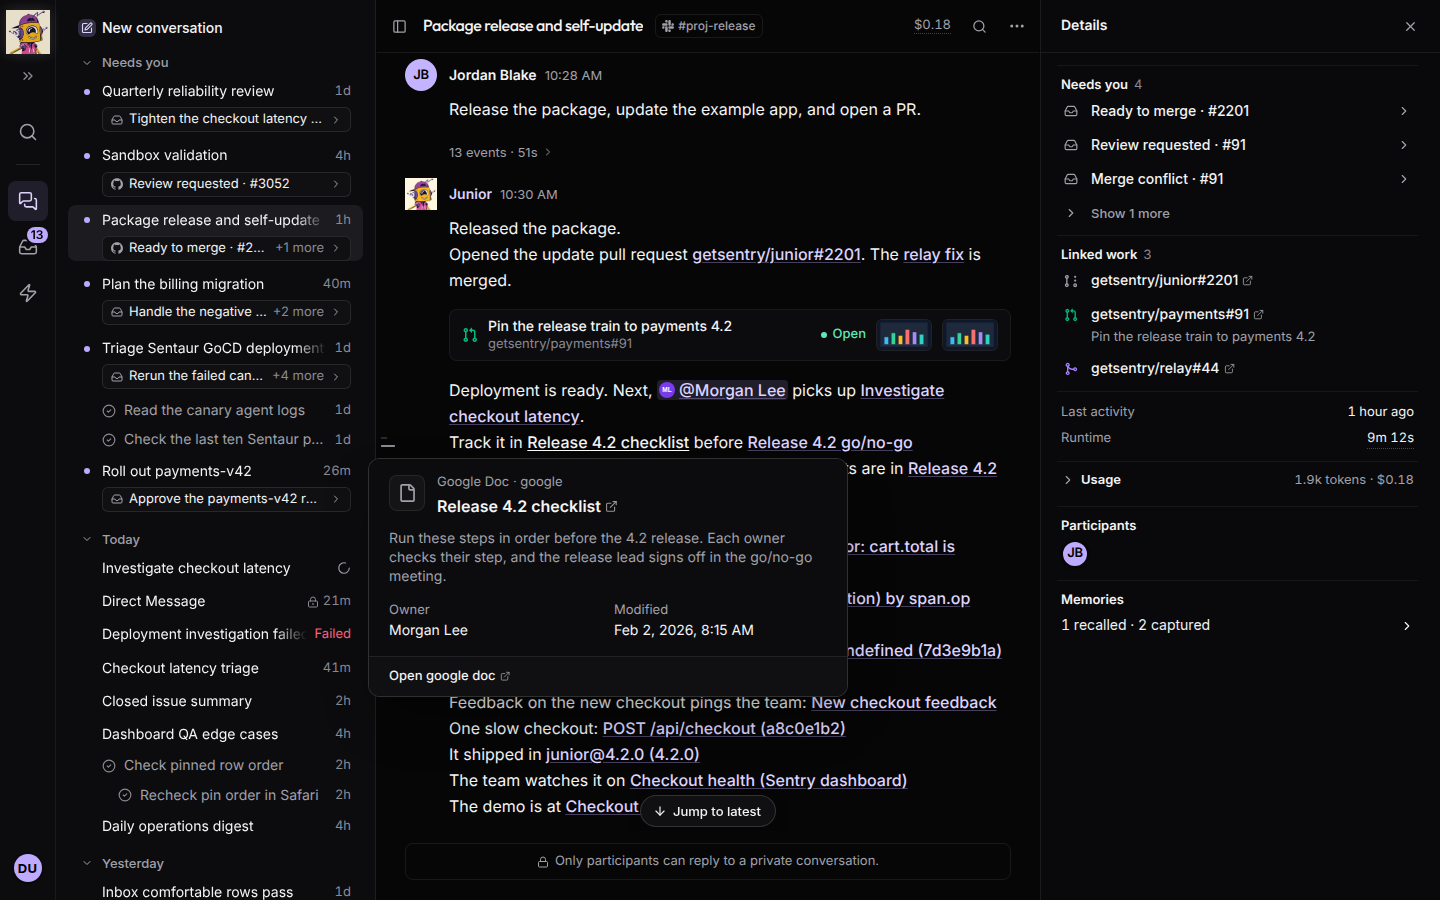 New conversation
Needs you
Quarterly reliability review 1d
Tighten the checkout latency ...
Sandbox validation 4h
Review requested · #3052
Package release and self-update 1h
Ready to merge · #2... +1 more
13
Plan the billing migration 40m
Handle the negative ... +2 more
Triage Sentaur GoCD deployment 1d
Rerun the failed can... +4 more
Read the canary agent logs 1d
Check the last ten Sentaur p... 1d
Roll out payments-v42 26m
Approve the payments-v42 r...
Today
Investigate checkout latency
Direct Message 21m
Deployment investigation failed Failed
Checkout latency triage 41m
Closed issue summary 2h
Dashboard QA edge cases 4h
Check pinned row order 2h
Recheck pin order in Safari 2h
Daily operations digest 4h
Yesterday
Inbox comfortable rows pass 1d
DU
Package release and self-update #proj-release $0.18
JB Jordan Blake 10:28 AM
Release the package, update the example app, and open a PR.
13 events · 51s
Junior 10:30 AM
Released the package.
Opened the update pull request getsentry/junior#2201. The relay fix is
merged.
Pin the release train to payments 4.2
getsentry/payments#91
Open
Deployment is ready. Next, ML @Morgan Lee picks up Investigate
checkout latency.
Track it in Release 4.2 checklist before Release 4.2 go/no-go
ts are in Release 4.2
Google Doc · google
Release 4.2 checklist
Run these steps in order before the 4.2 release. Each owner
checks their step, and the release lead signs off in the go/no-go
meeting.
Owner Modified
Morgan Lee Feb 2, 2026, 8:15 AM
Open google doc
or: cart.total is
tion) by span.op
ndefined (7d3e9b1a)
Feedback on the new checkout pings the team: New checkout feedback
One slow checkout: POST /api/checkout (a8c0e1b2)
It shipped in junior@4.2.0 (4.2.0)
The team watches it on Checkout health (Sentry dashboard)
The demo is at Checkout
Jump to latest
Only participants can reply to a private conversation.
Details
Needs you 4
Ready to merge · #2201
Review requested · #91
Merge conflict · #91
Show 1 more
Linked work 3
getsentry/junior#2201
getsentry/payments#91
Pin the release train to payments 4.2
getsentry/relay#44
Last activity 1 hour ago
Runtime 9m 12s
Usage 1.9k tokens · $0.18
Participants
JB
Memories
1 recalled · 2 captured